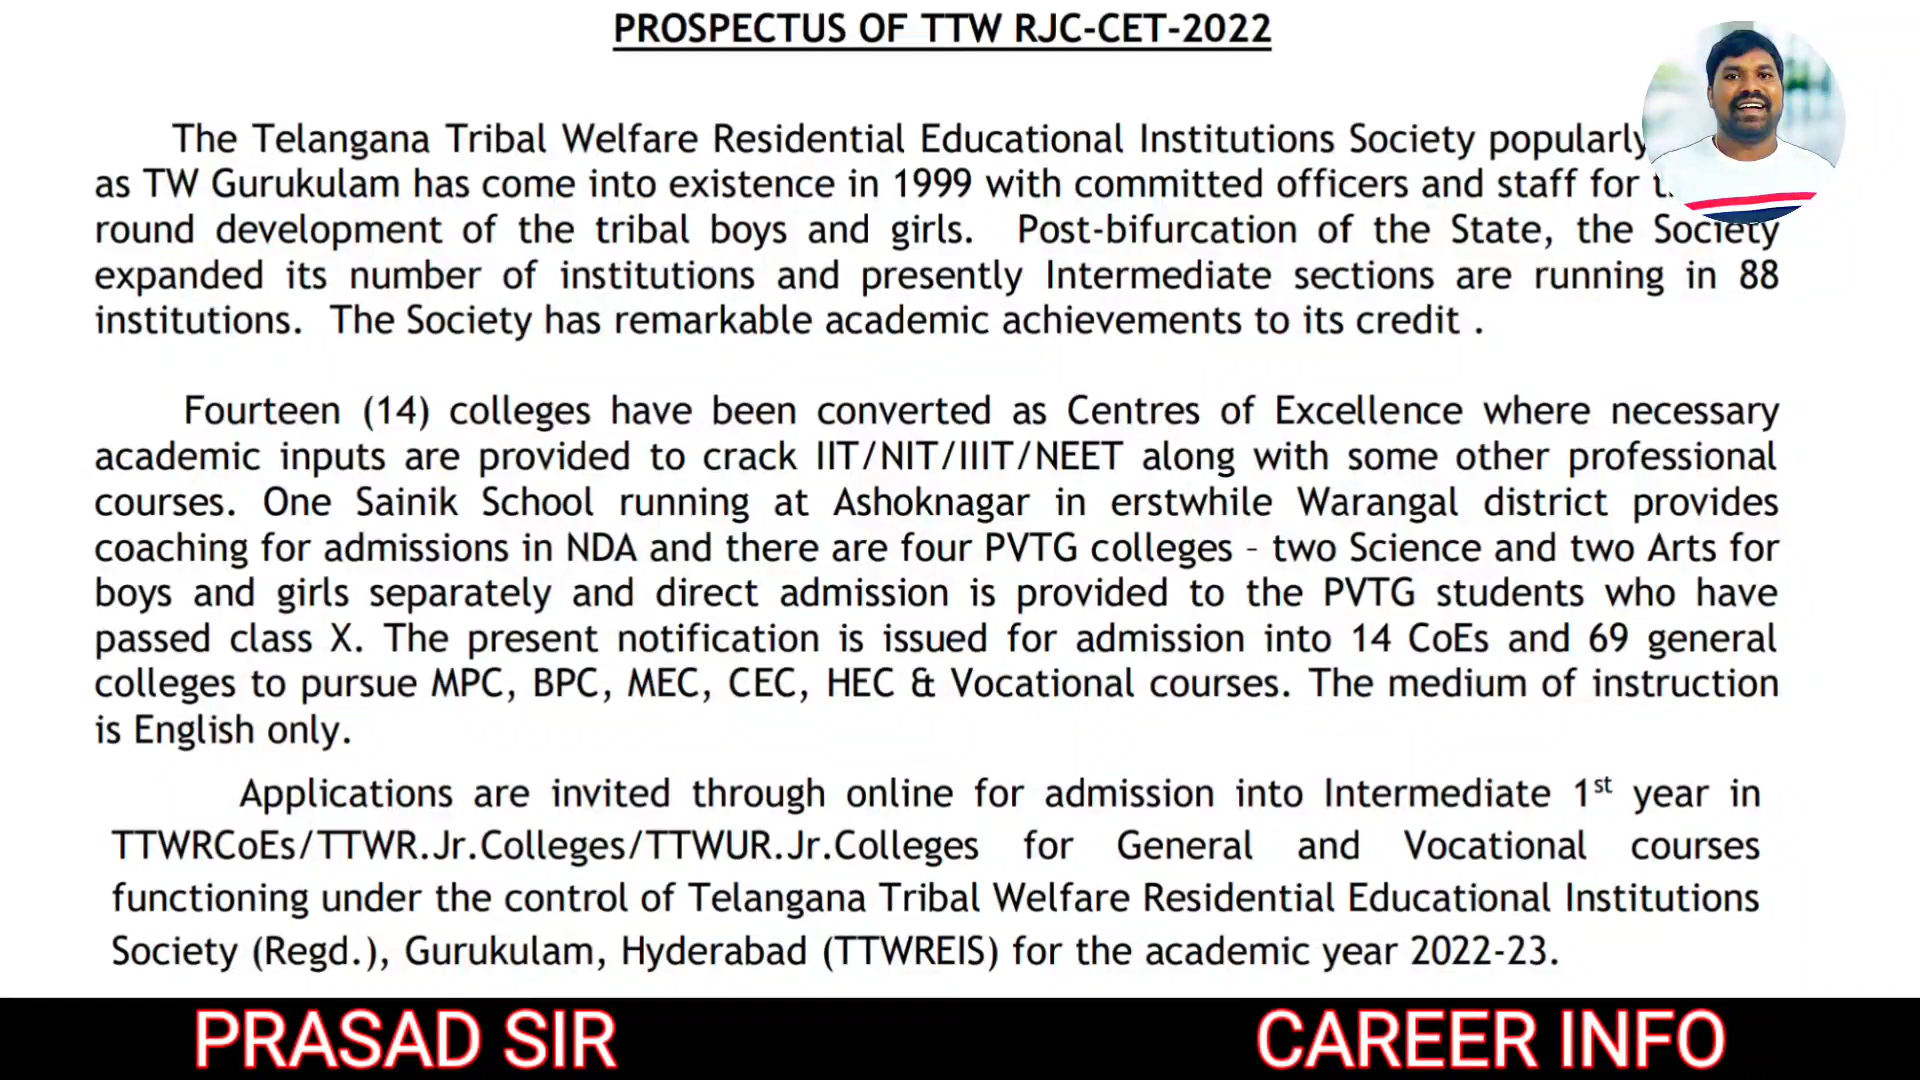 PROSPECTUS OF TTW RJC-CET-2022
The Telangana Tribal Welfare Residential Educational Institutions Society popularly
as TW Gurukulam has come into existence in 1999 with committed officers and staff for
round development of the tribal boys and girls. Post-bifurcation of the State, the Society
expanded its number of institutions and presently Intermediate sections are running in 88
institutions. The Society has remarkable academic achievements to its credit .
Fourteen (14) colleges have been converted as Centres of Excellence where necessary
academic inputs are provided to crack IIT/NIT/IIIT/NEET along with some other professional
courses. One Sainik School running at Ashoknagar in erstwhile Warangal district provides
coaching for admissions in NDA and there are four PVTG colleges - two Science and two Arts for
boys and girls separately and direct admission is provided to the PVTG students who have
passed class X. The present notification is issued for admission into 14 CoEs and 69 general
colleges to pursue MPC, BPC, MEC, CEC, HEC & Vocational courses. The medium of instruction
is English only.
Applications are invited through online for admission into Intermediate 1st year in
TTWRCoEs/TTWR.Jr.Colleges/TTWUR.Jr.Colleges for General and Vocational courses
functioning under the control of Telangana Tribal Welfare Residential Educational Institutions
Society (Regd.), Gurukulam, Hyderabad (TTWREIS) for the academic year 2022-23.
PRASAD SIR CAREER INFO